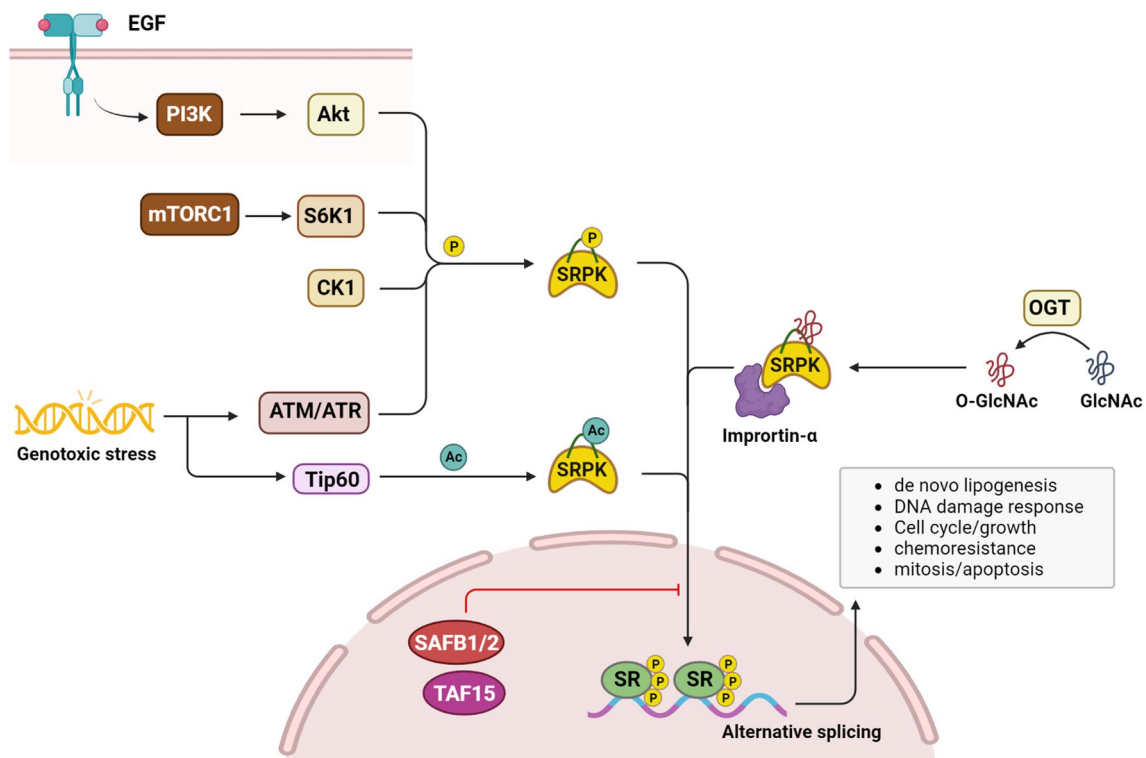 EGF
PI3K
Akt
mTORC1
S6K1
CK1
P
P
SRPK
ATM/ATR
Genotoxic stress
Tip60
Ac
Ac
SRPK
SRPK
Imprortin-α
OGT
O-GlcNAc
GlcNAc
• de novo lipogenesis
• DNA damage response
• Cell cycle/growth
• chemoresistance
• mitosis/apoptosis
SAFB1/2
TAF15
SR
P
P
P
SR
P
P
P
Alternative splicing